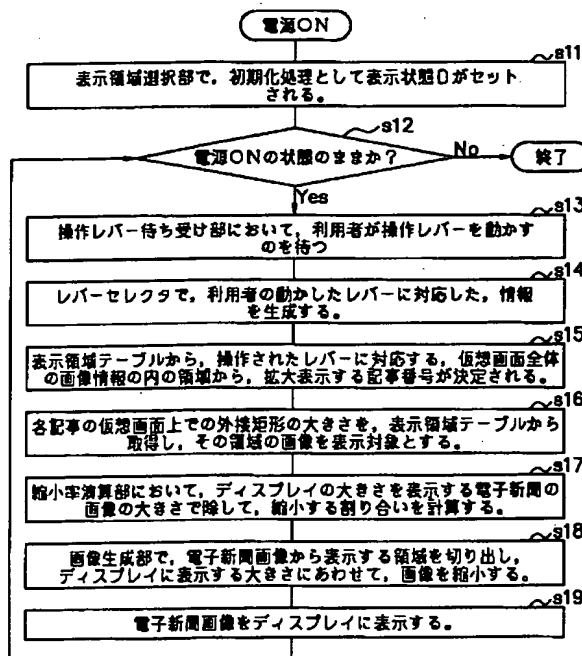 電源ON
s11
表示領域選択部で，初期化処理として表示状態0がセット
される。
s12
電源ONの状態のままか？
No
終了
Yes
s13
操作レバー待ち受け部において，利用者が操作レバーを動かす
のを待つ
s14
レバーセレクタで，利用者の動かしたレバーに対応した，情報
を生成する。
s15
表示領域テーブルから，操作されたレバーに対応する，仮想画面全体
の画像情報の内の領域から，拡大表示する記事番号が決定される。
s16
各記事の仮想画面上での外接矩形の大きさを，表示領域テーブルから
取得し，その領域の画像を表示対象とする。
s17
縮小率演算部において，ディスプレイの大きさを表示する電子新聞の
画像の大きさで除して，縮小する割り合いを計算する。
s18
画像生成部で，電子新聞画像から表示する領域を切り出し，
ディスプレイに表示する大きさにあわせて，画像を縮小する。
s19
電子新聞画像をディスプレイに表示する。